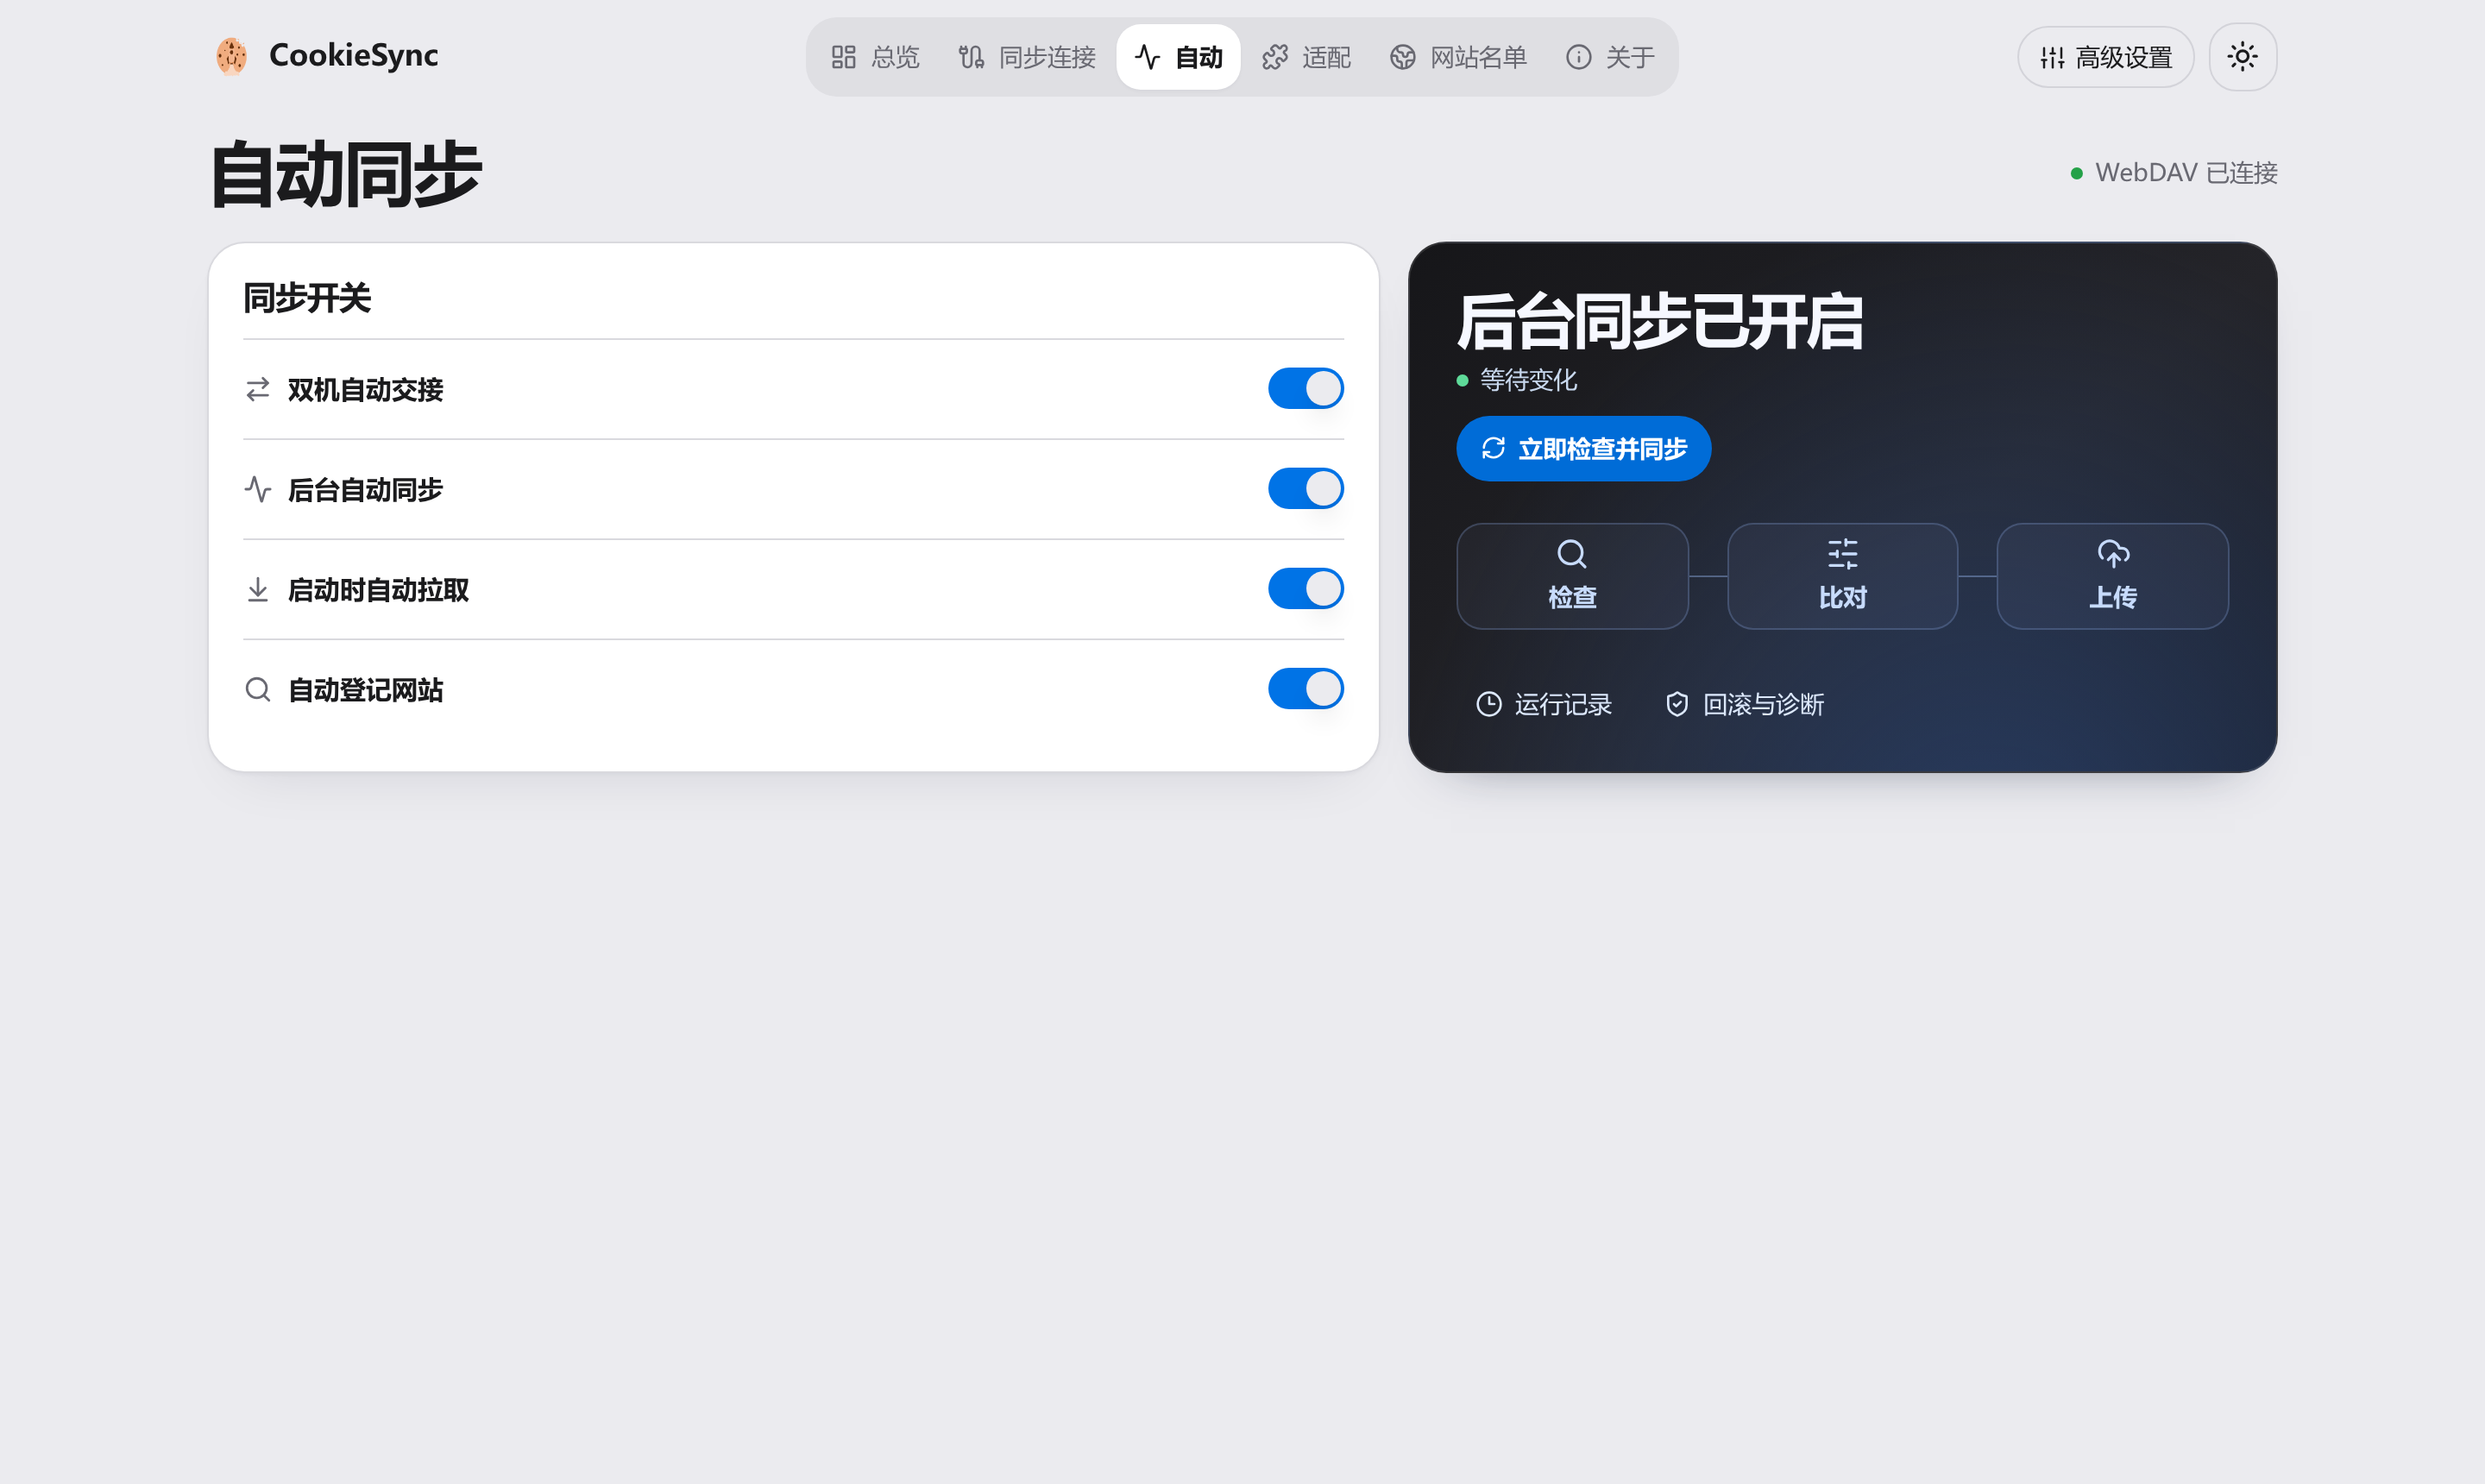 CookieSync
总览
同步连接
自动
适配
网站名单
关于
高级设置
自动同步
WebDAV 已连接
同步开关
双机自动交接
后台自动同步
启动时自动拉取
自动登记网站
后台同步已开启
等待变化
立即检查并同步
检查
比对
上传
运行记录
回滚与诊断